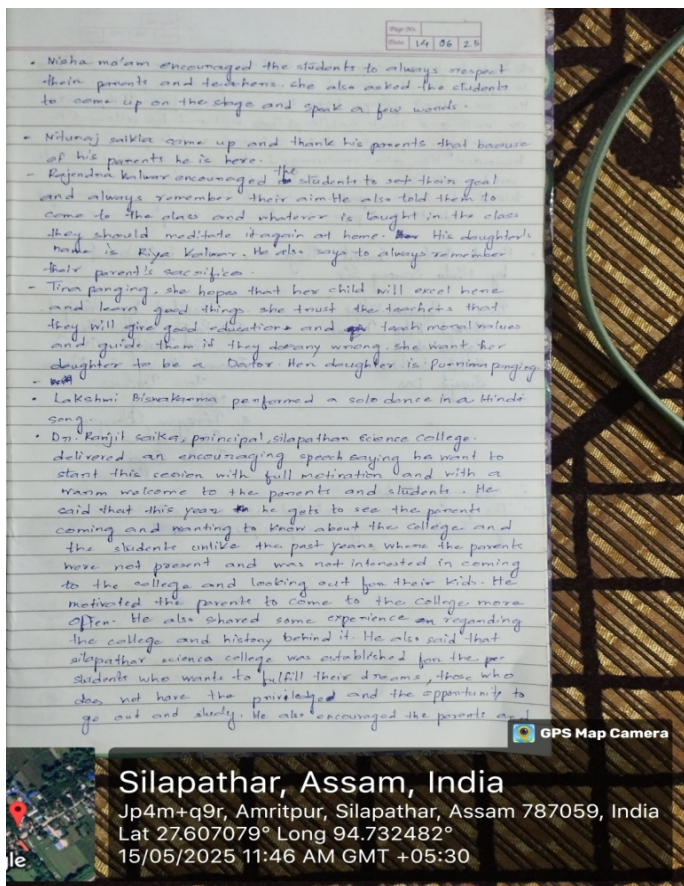 Page No.
Date 14 06 25
• Nisha ma'am encouraged the students to always respect
their parents and teachers. she also asked the students
to come up on the stage and speak a few words.
• Niluraj saikia come up and thank his parents that because
of his parents he is here.
- Rajendra Kalwar encouraged the students to set their goal
and always remember their aim He also told them to
come to the class and whatever is taught in the class
they should meditate it again at home. His daughter's
name is Riya Kalwar. He also says to always remember
their parent's sacrifice.
- Tina panging. she hopes that her child will excel here
and learn good things. she trust the teachers that
they will give good education and teach moral values
and guide them if they do any wrong. she want her
daughter to be a Dator Her daughter is Purnima panging.
-
• Lakshmi Biswakarma performed a solo dance in a Hindi
song.
• Dr. Ranjit saika, principal, silapathar science college.
delivered an encouraging speech saying he want to
start this session with full motivation and with a
warm welcome to the parents and students. He
said that this year he gets to see the parents
coming and wanting to know about the college and
the students unlike the past years where the parents
were not present and was not interested in coming
to the college and looking out for their kids. He
motivated the parents to come to the college more
often. He also shared some experience regarding
the college and history behind it. He also said that
silapathar science college was established for the
students who wants to fulfill their dreams, those who
does not have the priviledged and the opportunity to
go out and study. He also encouraged the parents and
GPS Map Camera
Silapathar, Assam, India
Jp4m+q9r, Amritpur, Silapathar, Assam 787059, India
Lat 27.607079° Long 94.732482°
15/05/2025 11:46 AM GMT +05:30
gle